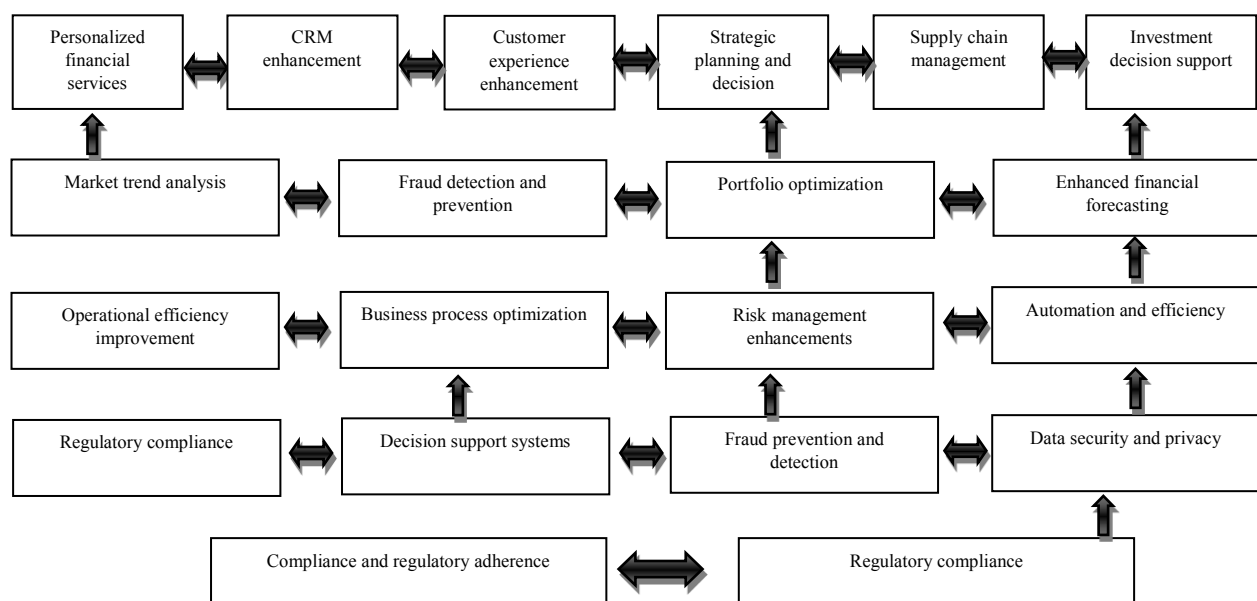 Personalized
financial
services
CRM
enhancement
Customer
experience
enhancement
Strategic
planning and
decision
Supply chain
management
Investment
decision support
Market trend analysis
Fraud detection and
prevention
Portfolio optimization
Enhanced financial
forecasting
Operational efficiency
improvement
Business process optimization
Risk management
enhancements
Automation and efficiency
Regulatory compliance
Decision support systems
Fraud prevention and
detection
Data security and privacy
Compliance and regulatory adherence
Regulatory compliance